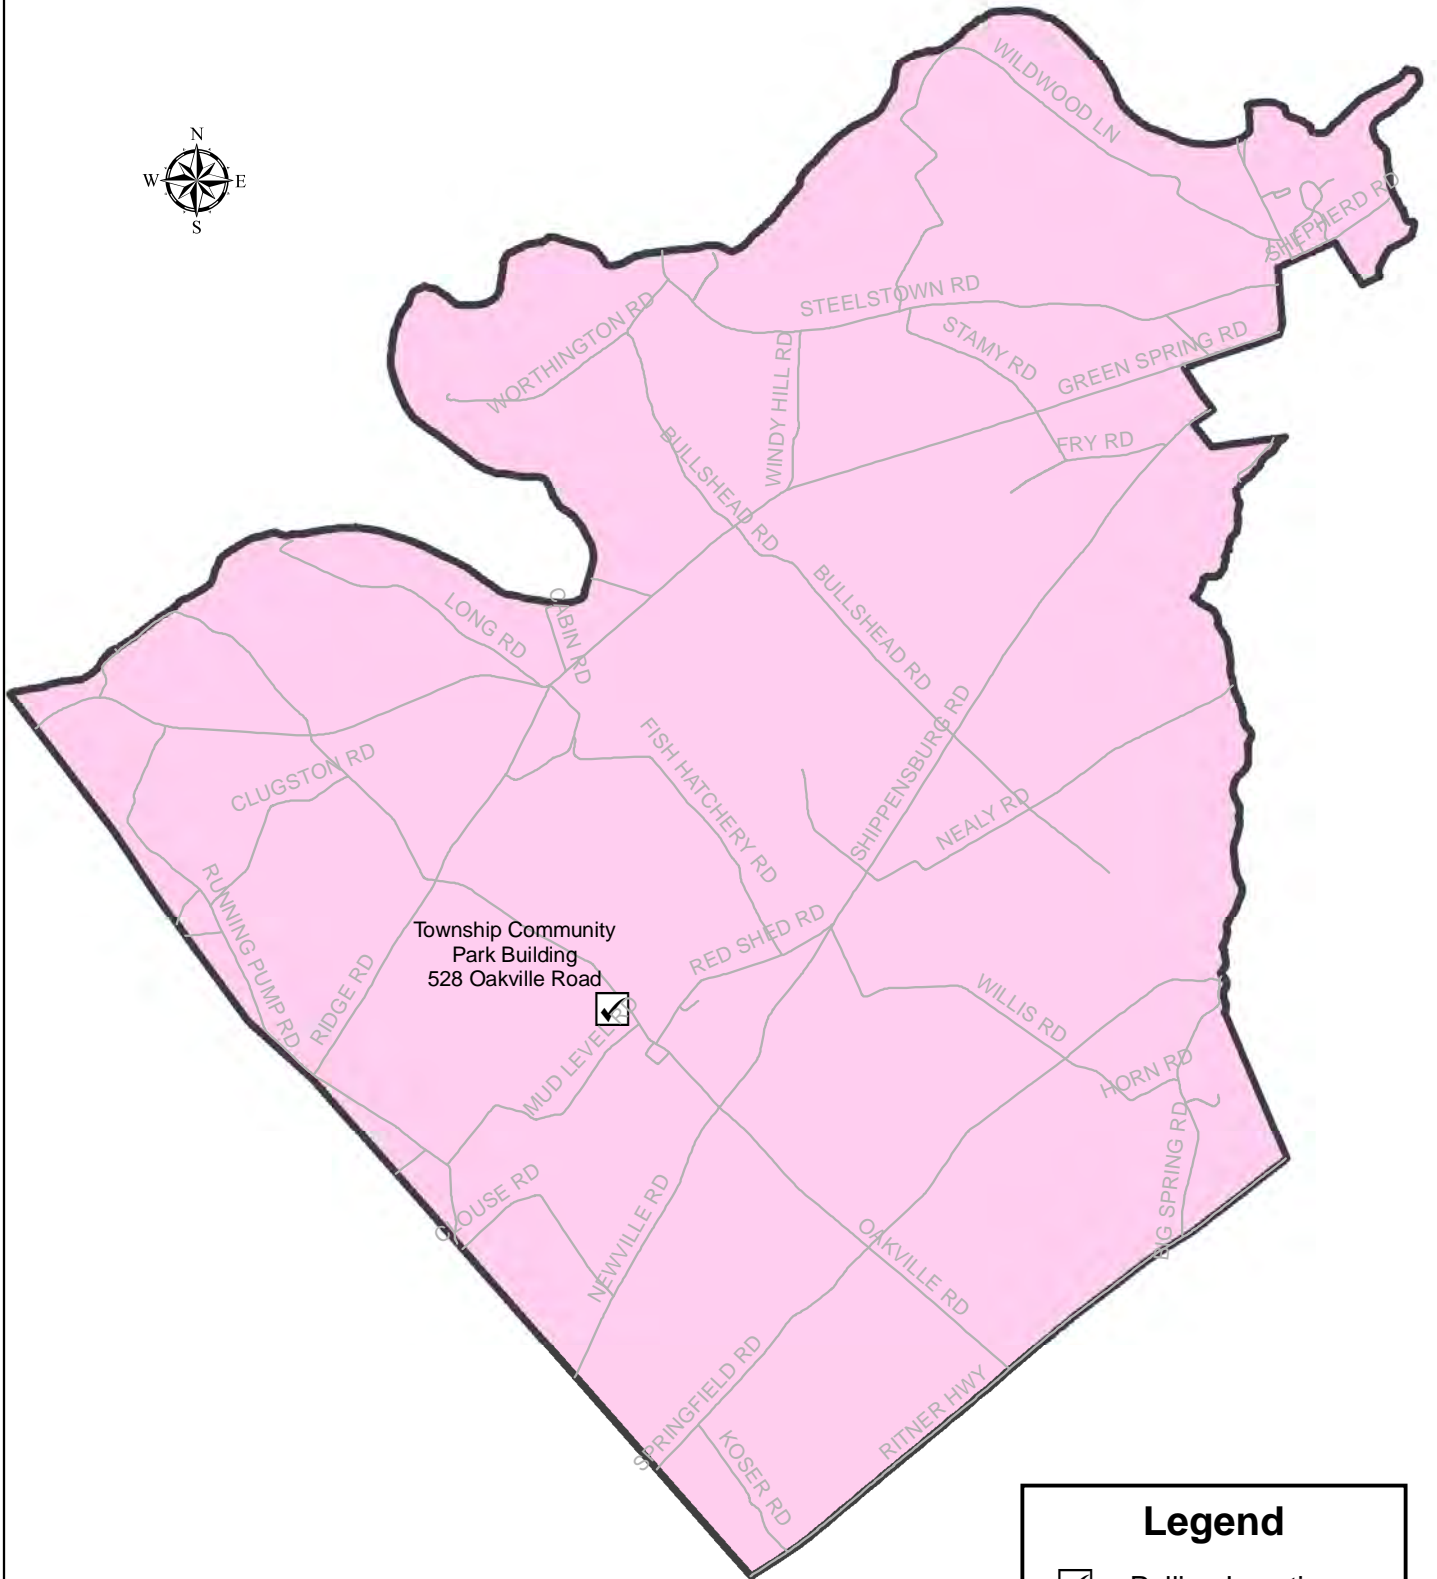 WILDWOOD LN
N
W
E
S
SHEPHERD RD
STEELSTOWN RD
WORTHINGTON RD
STAMY RD
GREEN SPRING RD
WINDY HILL RD
FRY RD
BULLSHEAD RD
BULLSHEAD RD
LONG RD
CABIN RD
FISH HATCHERY RD
SHIPPENSBURG RD
CLUGSTON RD
NEALY RD
RUNNING PUMP RD
RED SHED RD
Township Community
Park Building
528 Oakville Road
RIDGE RD
MUD LEVEL RD
WILLIS RD
HORN RD
BIG SPRING RD
CLOUSE RD
NEWVILLE RD
OAKVILLE RD
SPRINGFIELD RD
RITNER HWY
KOSER RD
Legend